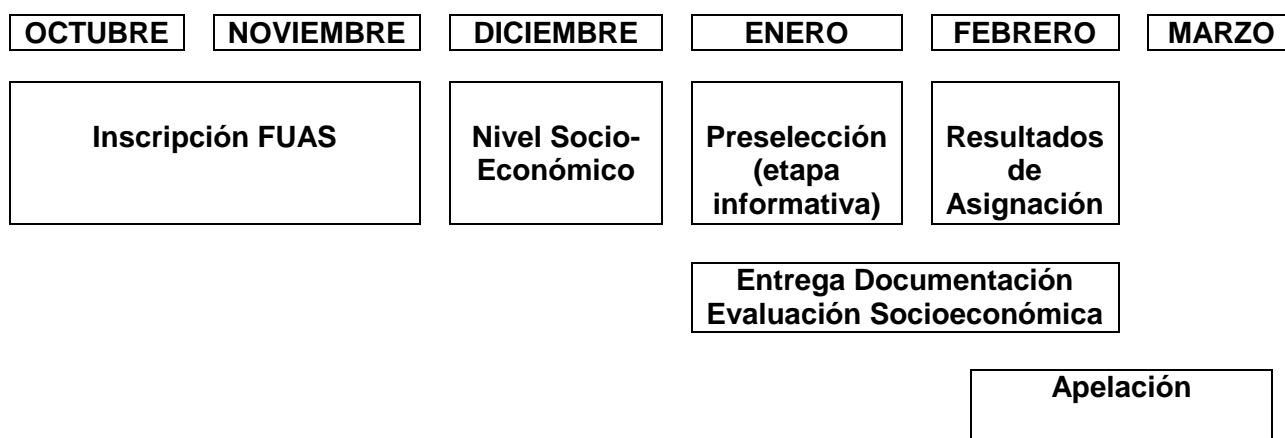 OCTUBRE NOVIEMBRE DICIEMBRE ENERO FEBRERO MARZO
Inscripción FUAS
Nivel Socio-
Económico
Preselección
(etapa
informativa)
Resultados
de
Asignación
Entrega Documentación
Evaluación Socioeconómica
Apelación